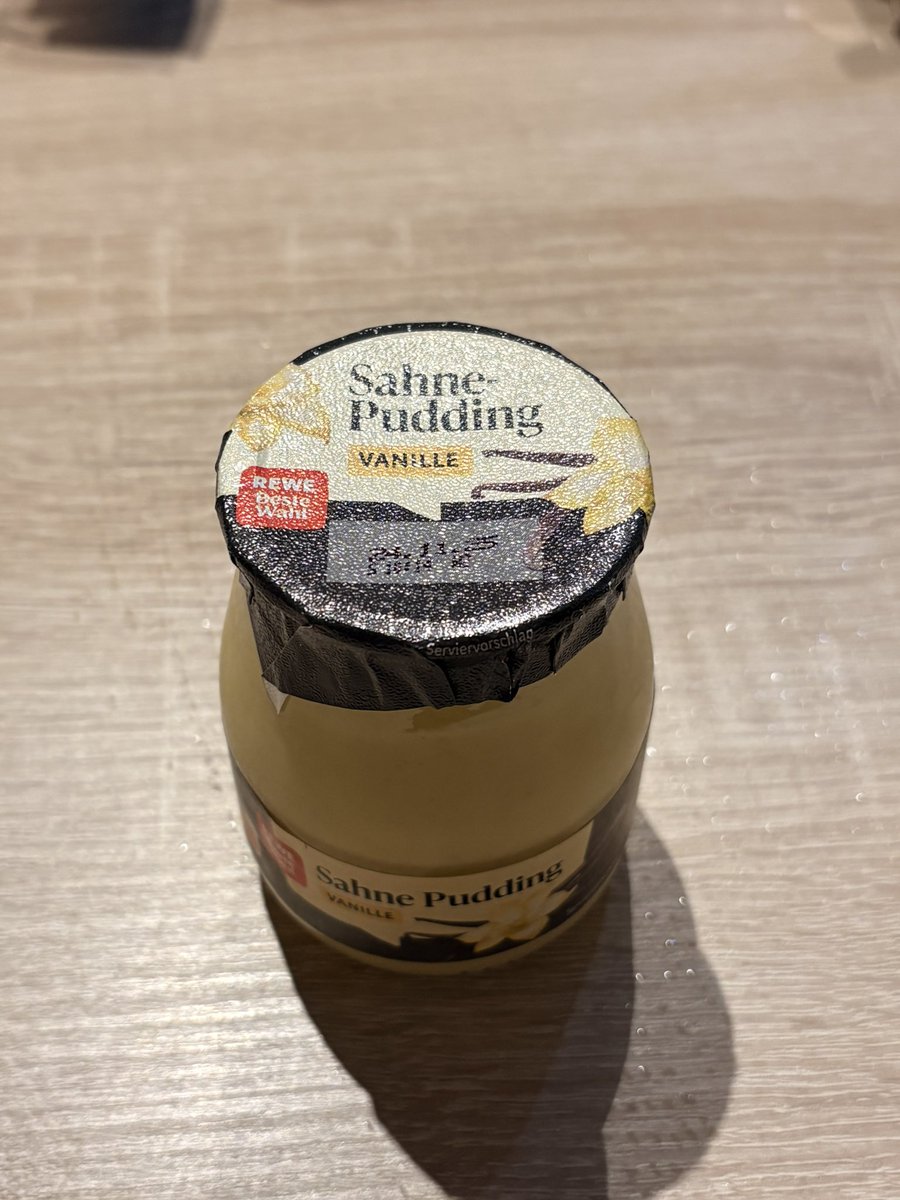 Sahne-
Pudding
VANILLE
REWE
Beste
Wahl
Serviervorschlag
Sahne Pudding
VANILLE